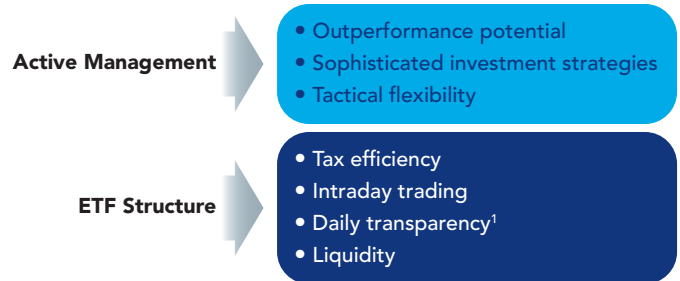 Active Management
• Outperformance potential
• Sophisticated investment strategies
• Tactical flexibility
ETF Structure
• Tax efficiency
• Intraday trading
• Daily transparency¹
• Liquidity